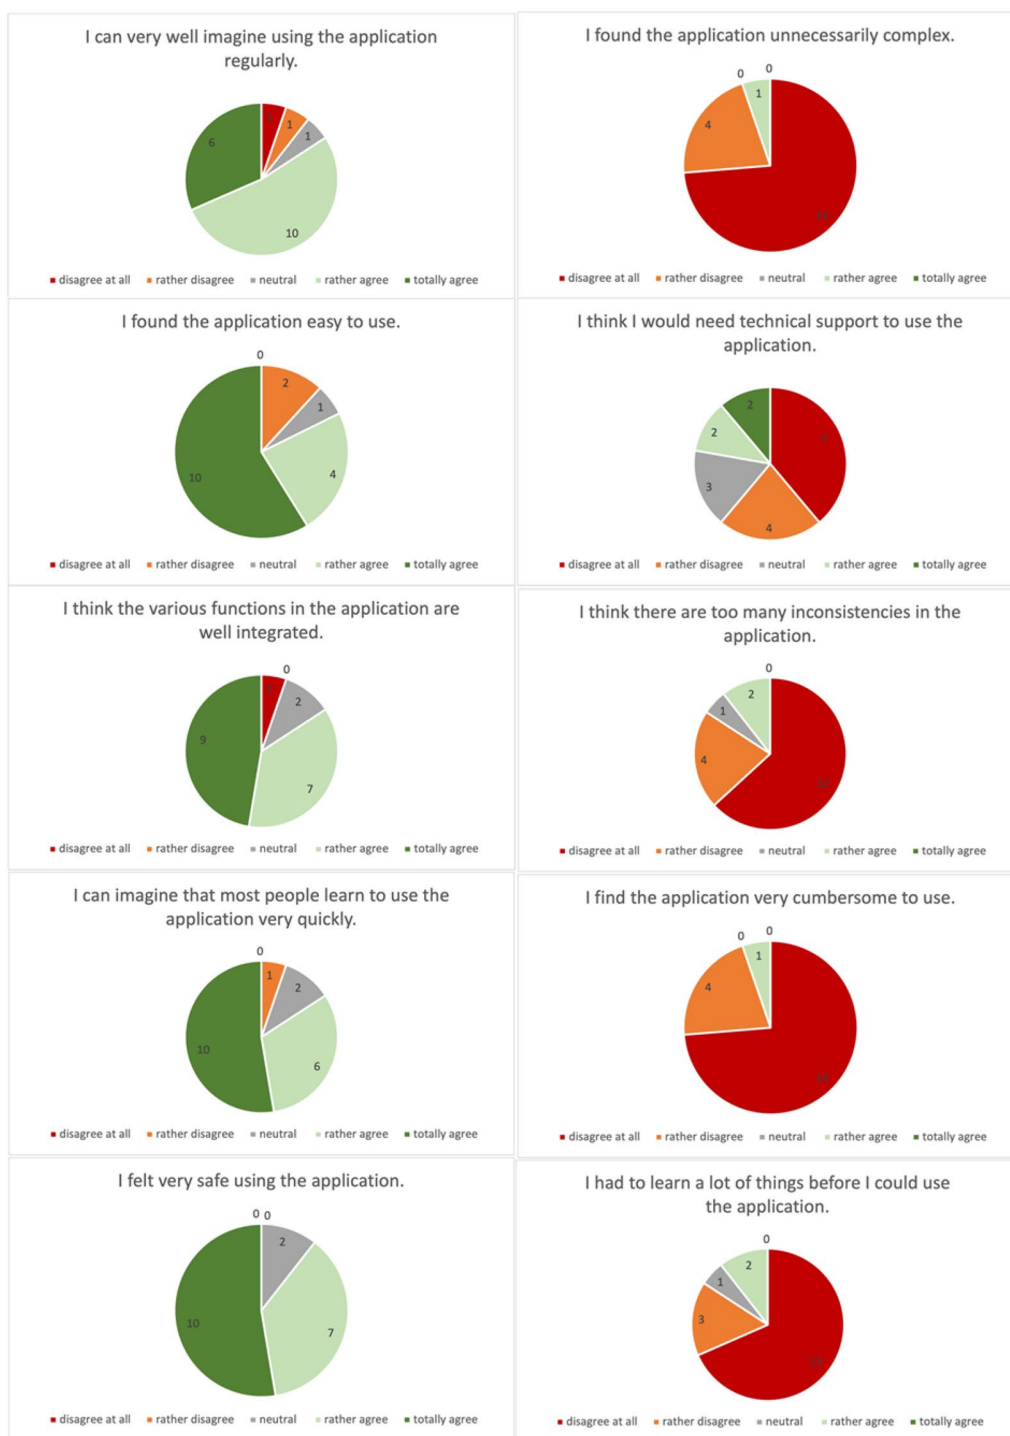 I can very well imagine using the application
regularly.
1
1
6
10
disagree at all rather disagree neutral rather agree totally agree
I found the application unnecessarily complex.
0
0
1
4
disagree at all rather disagree neutral rather agree totally agree
I found the application easy to use.
0
2
1
10
4
disagree at all rather disagree neutral rather agree totally agree
I think I would need technical support to use the
application.
2
2
3
4
disagree at all rather disagree neutral rather agree totally agree
I think the various functions in the application are
well integrated.
0
2
9
7
disagree at all rather disagree neutral rather agree totally agree
I think there are too many inconsistencies in the
application.
0
2
1
4
disagree at all rather disagree neutral rather agree totally agree
I can imagine that most people learn to use the
application very quickly.
0
1
2
10
6
disagree at all rather disagree neutral rather agree totally agree
I find the application very cumbersome to use.
0
0
1
4
disagree at all rather disagree neutral rather agree totally agree
I felt very safe using the application.
0 0
2
10
7
disagree at all rather disagree neutral rather agree totally agree
I had to learn a lot of things before I could use
the application.
0
2
1
3
disagree at all rather disagree neutral rather agree totally agree